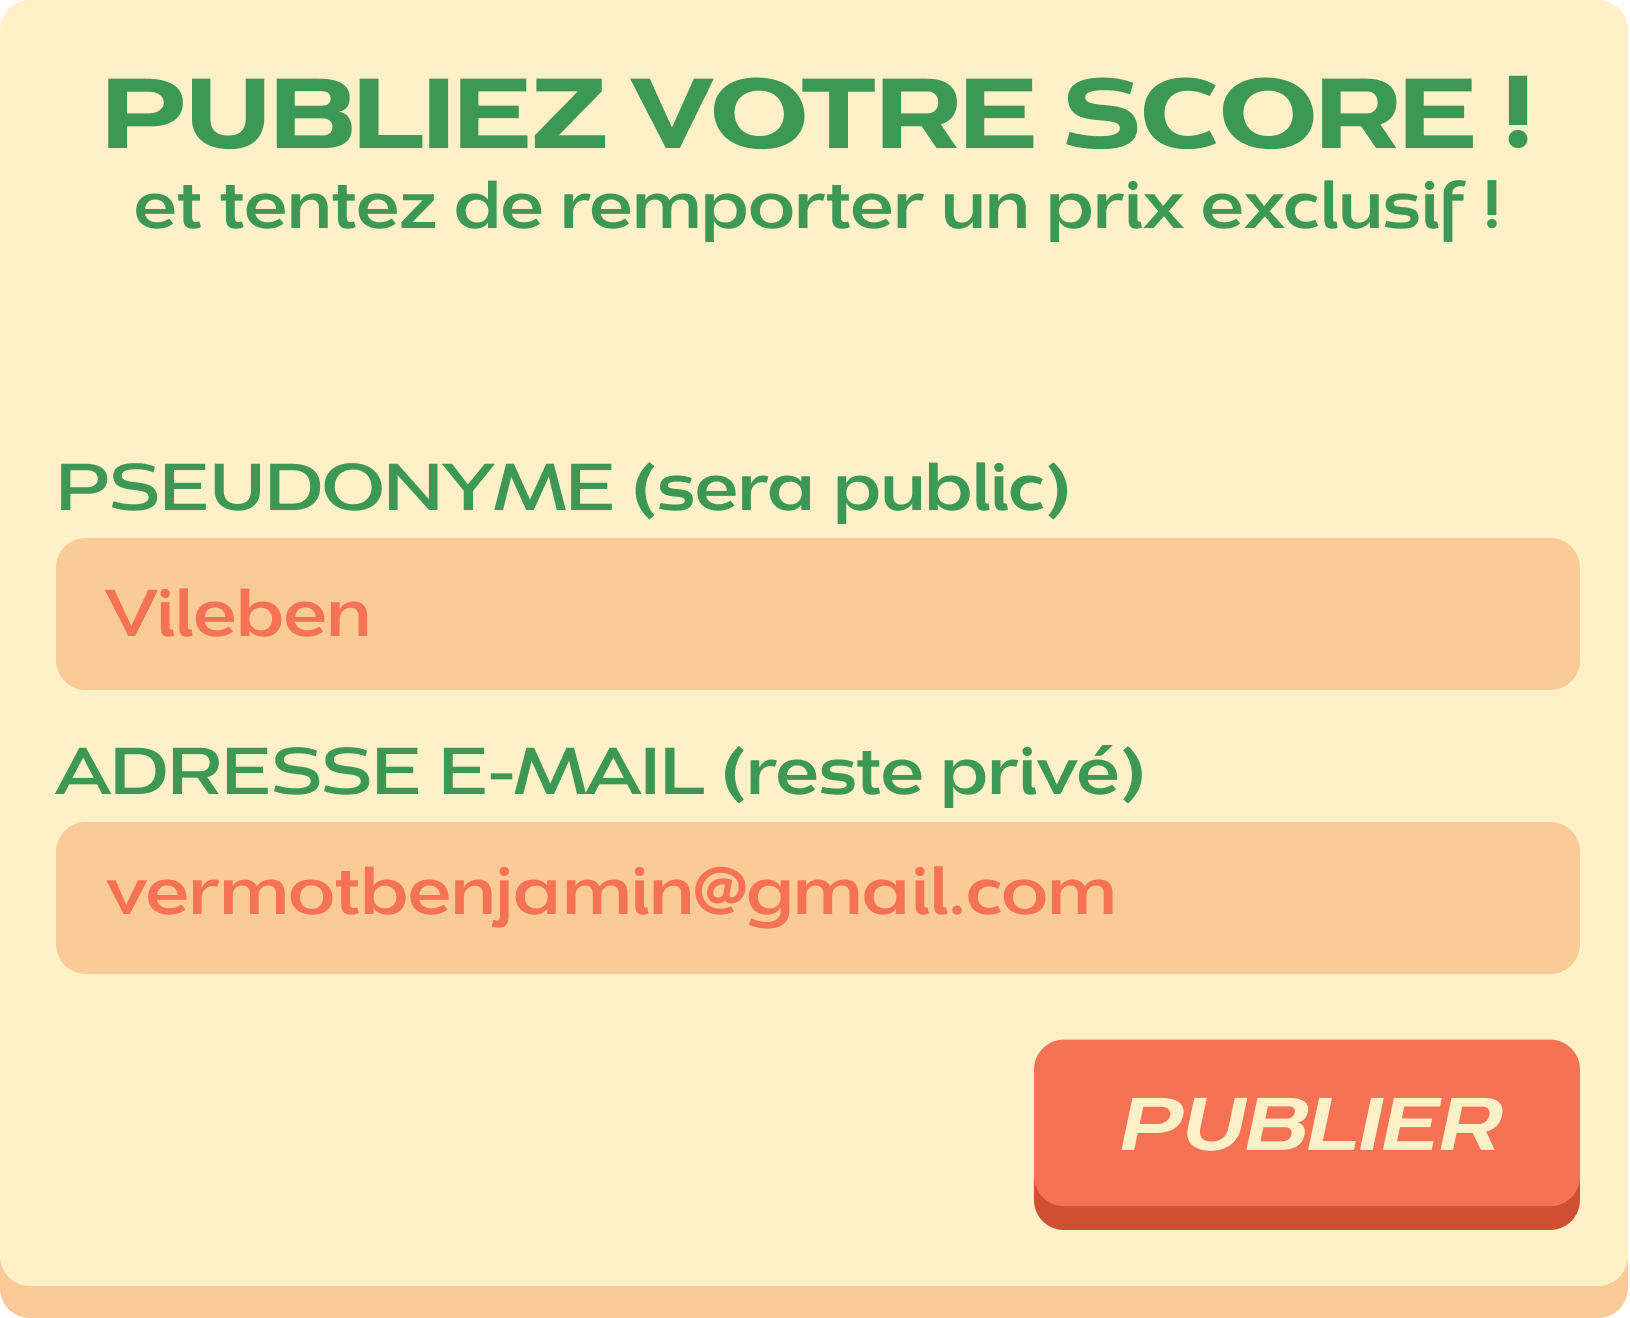 PUBLIEZ VOTRE SCORE !
et tentez de remporter un prix exclusif !
PSEUDONYME (sera public)
Vileben
ADRESSE E-MAIL (reste privé)
vermotbenjamin@gmail.com
PUBLIER